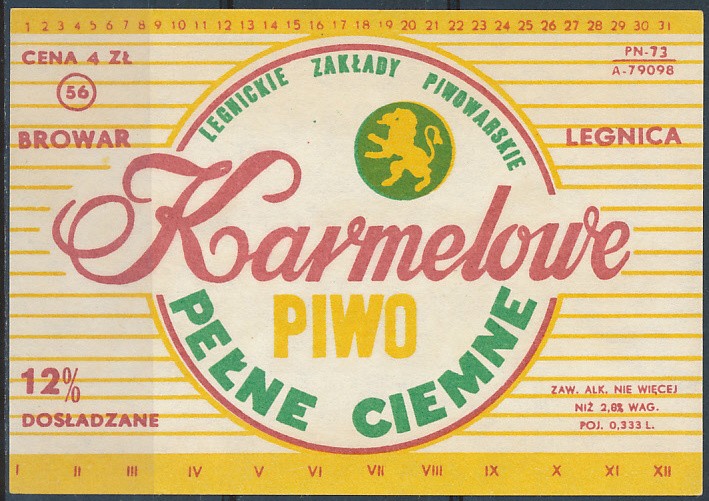 1 2 3 4 5 6 7 8 9 10 11 12 13 14 15 16 17 18 19 20 21 22 23 24 25 26 27 28 29 30 31
CENA 4 ZŁ
56
PN-73
A-79098
LEGNICKIE ZAKŁADY PIWOWARSKIE
BROWAR
LEGNICA
Karmelowe
PIWO
PEŁNE CIEMNE
12%
DOSŁADZANE
ZAW. ALK. NIE WIĘCEJ
NIŻ 2,8% WAG.
POJ. 0,333 L.
I II III IV V VI VII VIII IX X XI XII